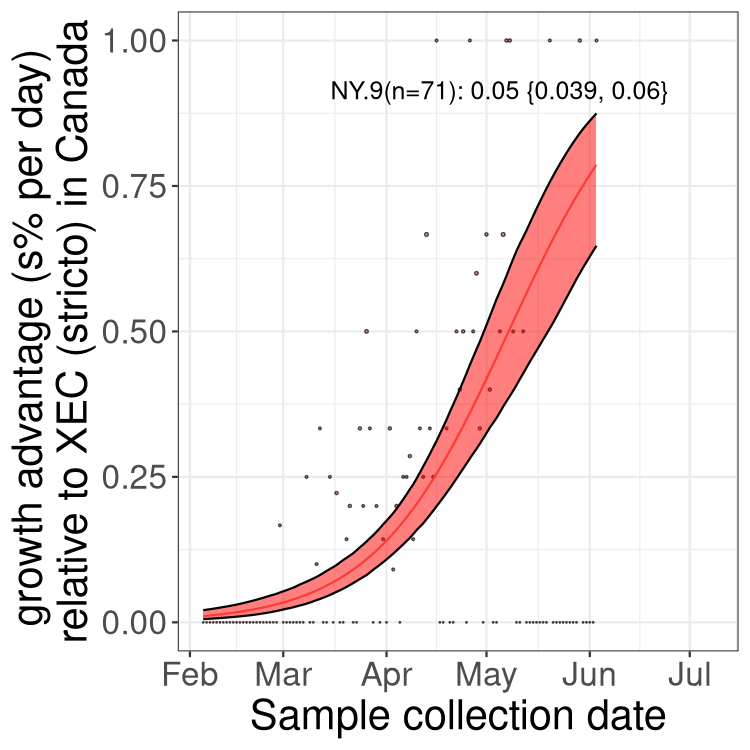 growth advantage (s% per day)
relative to XEC (stricto) in Canada
1.00
0.75
0.50
0.25
0.00
NY.9(n=71): 0.05 {0.039, 0.06}
Feb Mar Apr May Jun Jul
Sample collection date